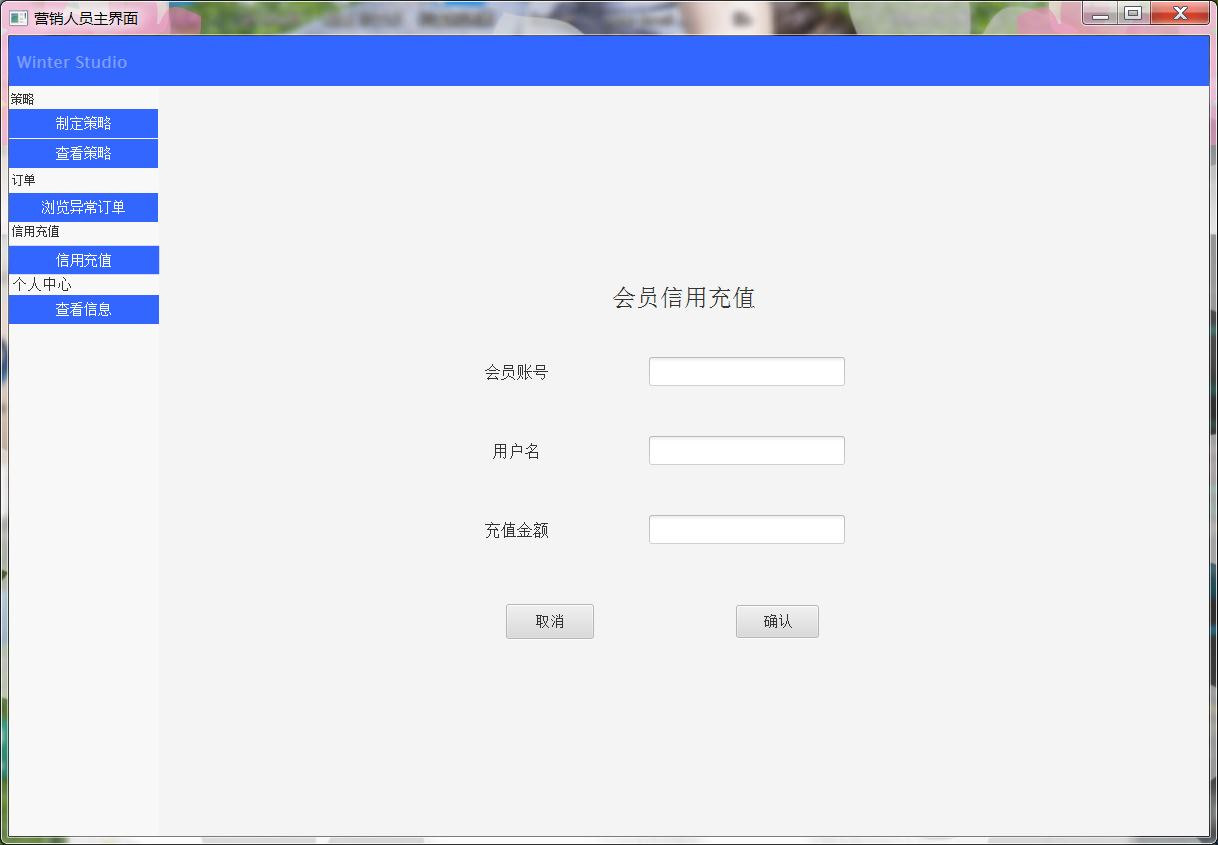 营销人员主界面
Winter Studio
策略
制定策略
查看策略
订单
浏览异常订单
信用充值
信用充值
个人中心
查看信息
会员信用充值
会员账号
用户名
充值金额
取消
确认